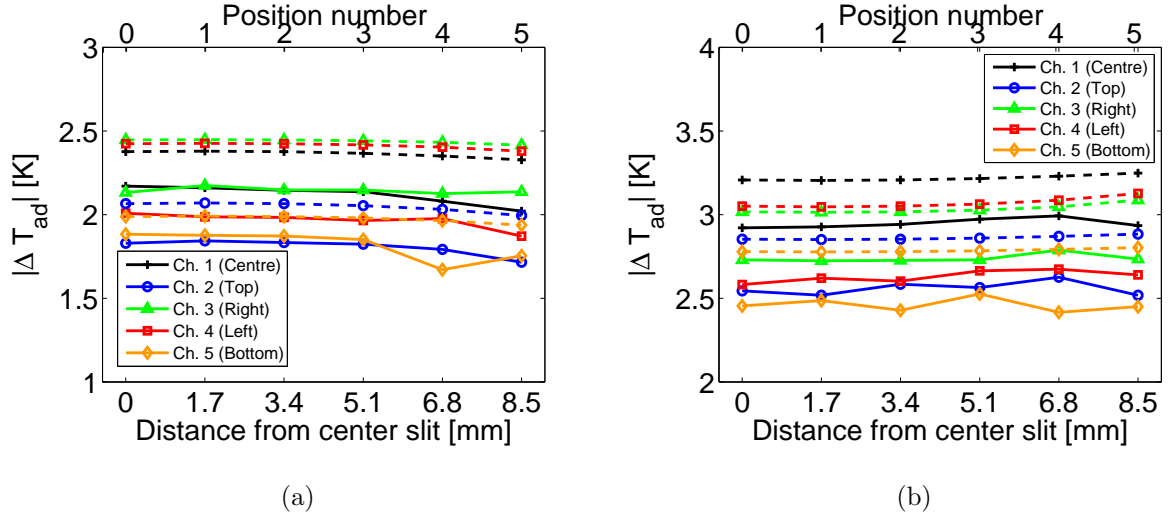 Position number
0 1 2 3 4 5
3
2.5
2
1.5
1
|Δ T_ad| [K]
Ch. 1 (Centre)
Ch. 2 (Top)
Ch. 3 (Right)
Ch. 4 (Left)
Ch. 5 (Bottom)
0 1.7 3.4 5.1 6.8 8.5
Distance from center slit [mm]
(a)
Position number
0 1 2 3 4 5
4
3.5
3
2.5
2
|Δ T_ad| [K]
Ch. 1 (Centre)
Ch. 2 (Top)
Ch. 3 (Right)
Ch. 4 (Left)
Ch. 5 (Bottom)
0 1.7 3.4 5.1 6.8 8.5
Distance from center slit [mm]
(b)